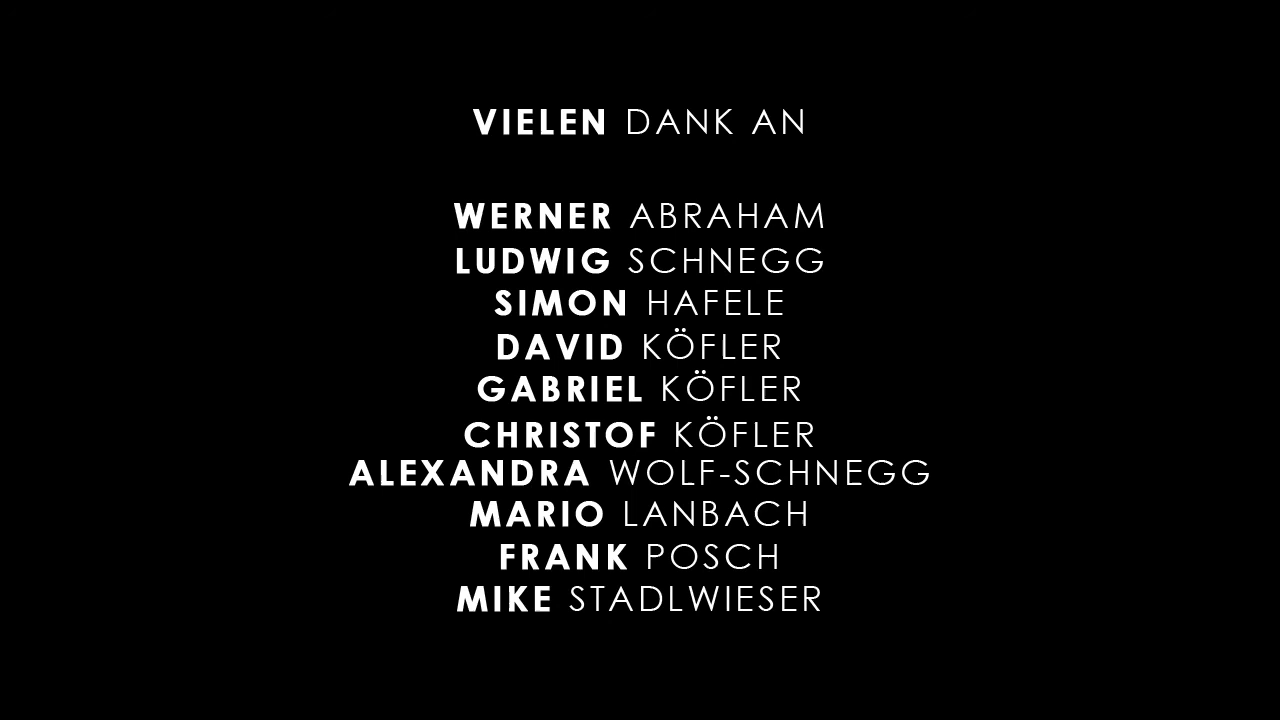 VIELEN DANK AN
WERNER ABRAHAM
LUDWIG SCHNEGG
SIMON HAFELE
DAVID KÖFLER
GABRIEL KÖFLER
CHRISTOF KÖFLER
ALEXANDRA WOLF-SCHNEGG
MARIO LANBACH
FRANK POSCH
MIKE STADLWIESER